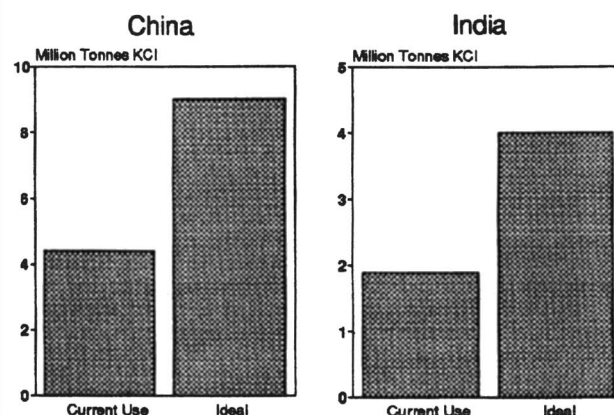 China
Million Tonnes KCl
10
8
6
4
2
0
Current Use
Ideal
India
Million Tonnes KCl
5
4
3
2
1
0
Current Use
Ideal